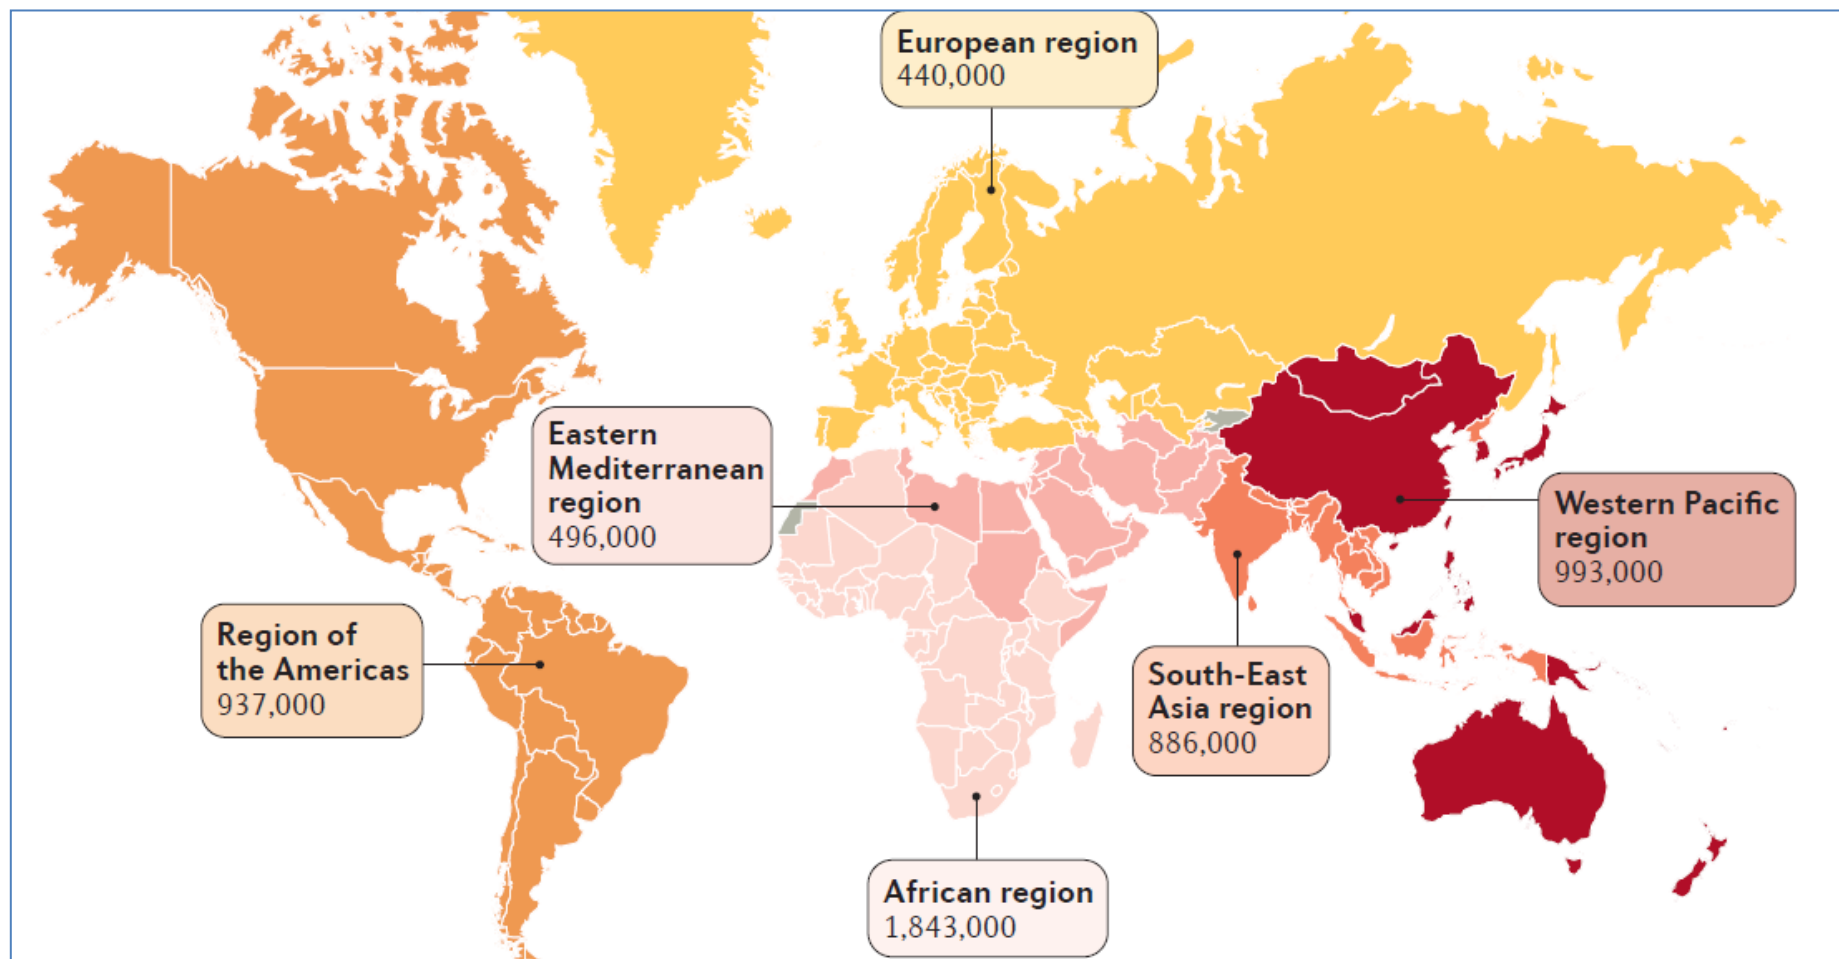 European region
440,000
Eastern
Mediterranean
region
496,000
Western Pacific
region
993,000
Region of
the Americas
937,000
South-East
Asia region
886,000
African region
1,843,000